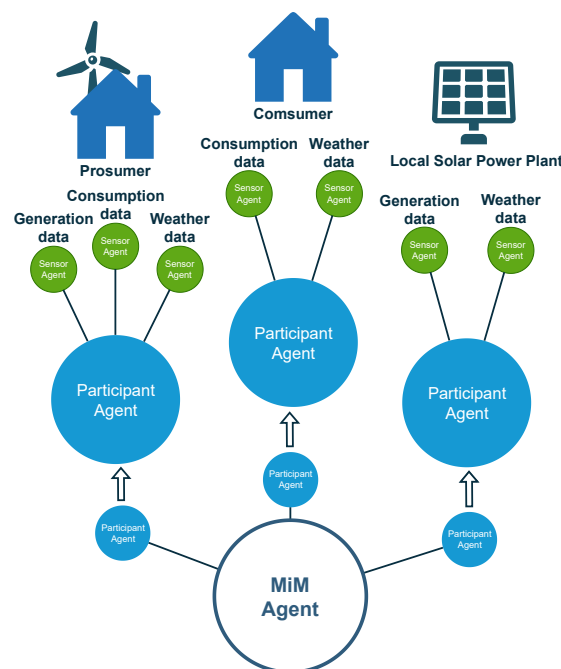 Comsumer
Prosumer
Local Solar Power Plant
Consumption
data
Weather
data
Generation
data
Consumption
data
Weather
data
Generation
data
Weather
data
Sensor
Agent
Sensor
Agent
Sensor
Agent
Sensor
Agent
Sensor
Agent
Sensor
Agent
Sensor
Agent
Participant
Agent
Participant
Agent
Participant
Agent
Participant
Agent
Participant
Agent
Participant
Agent
MiM
Agent